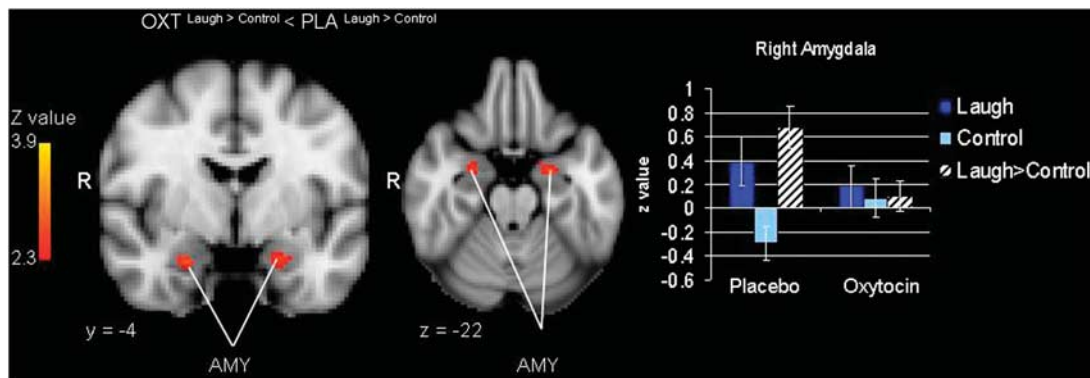 OXT Laugh > Control < PLA Laugh > Control
Z value
3.9
2.3
R
y = -4
AMY
R
z = -22
AMY
Right Amygdala
z value
1
0.8
0.6
0.4
0.2
0
-0.2
-0.4
-0.6
Placebo
Oxytocin
Laugh
Control
Laugh>Control